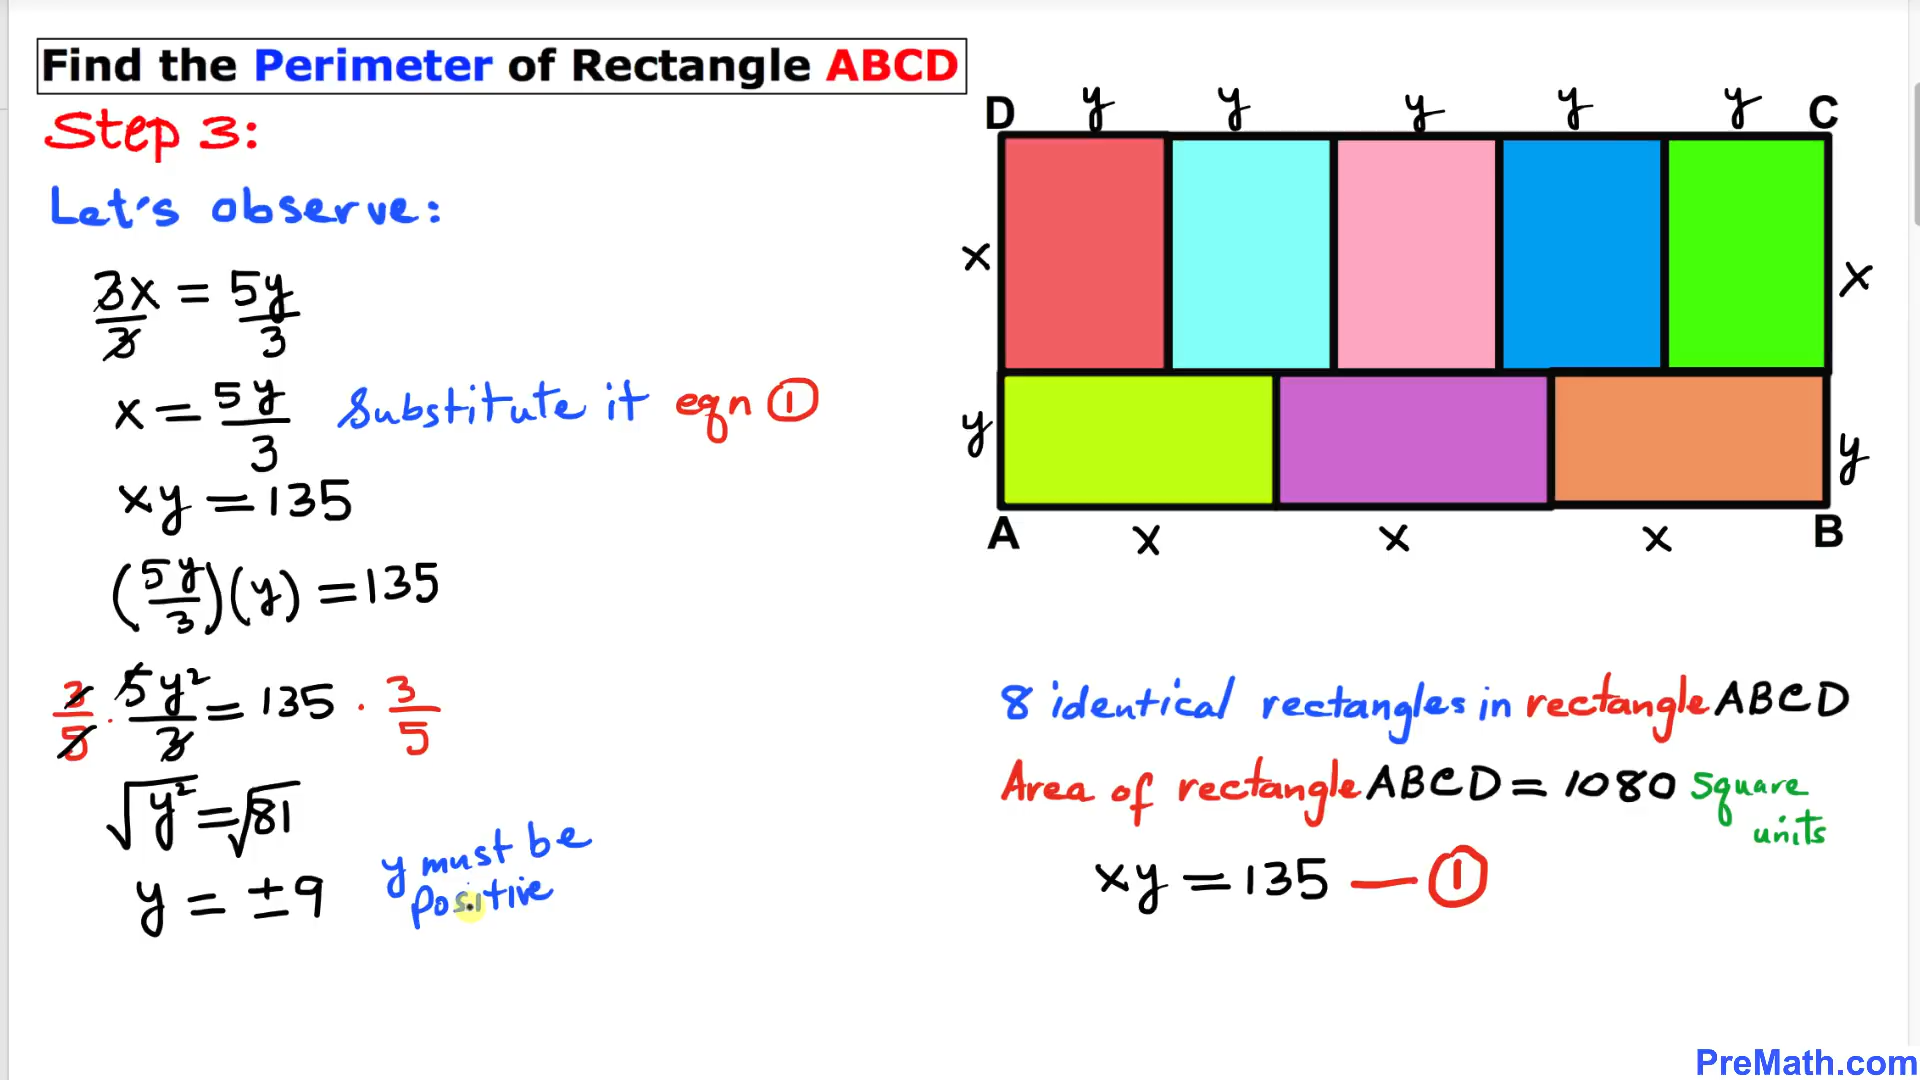 Find the Perimeter of Rectangle ABCD
Step 3:
Let's observe:
3x/3 = 5y/3
x = 5y/3 Substitute it eqn ①
xy = 135
(5y/3)(y) = 135
3/5 · 5y²/3 = 135 · 3/5
√y² = √81
y = ±9
y must be
positive
D y y y y y C
x x
y y
A x x x B
8 identical rectangles in rectangle ABCD
Area of rectangle ABCD = 1080 square
units
xy = 135 — ①
PreMath.com